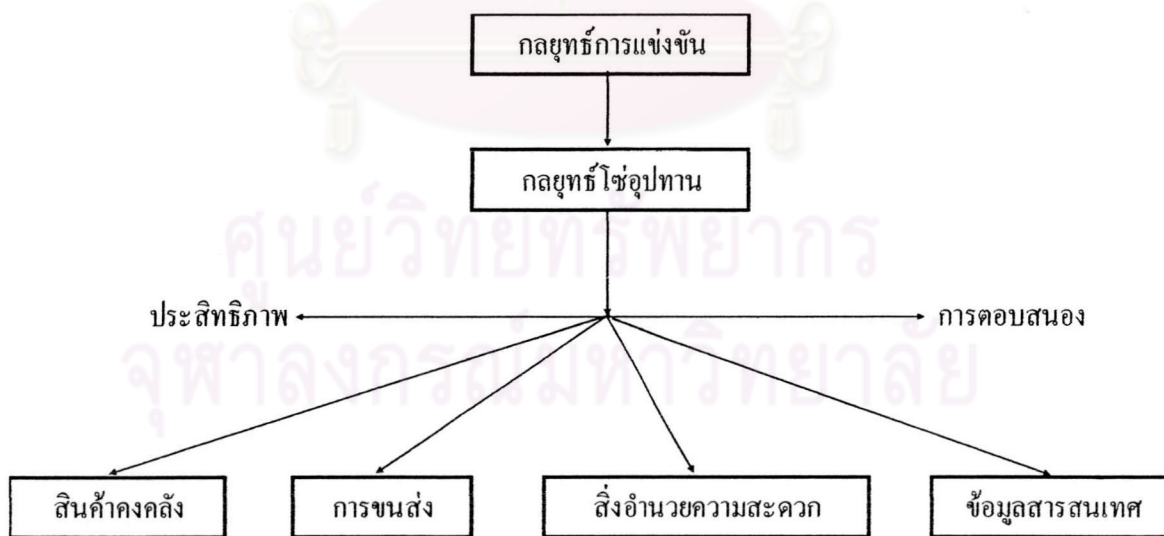 กลยุทธ์การแข่งขัน
กลยุทธ์โซ่อุปทาน
ศูนย์วิทยทรัพยากร
ประสิทธิภาพ
การตอบสนอง
จุฬาลงกรณ์มหาวิทยาลัย
สินค้าคงคลัง
การขนส่ง
สิ่งอำนวยความสะดวก
ข้อมูลสารสนเทศ